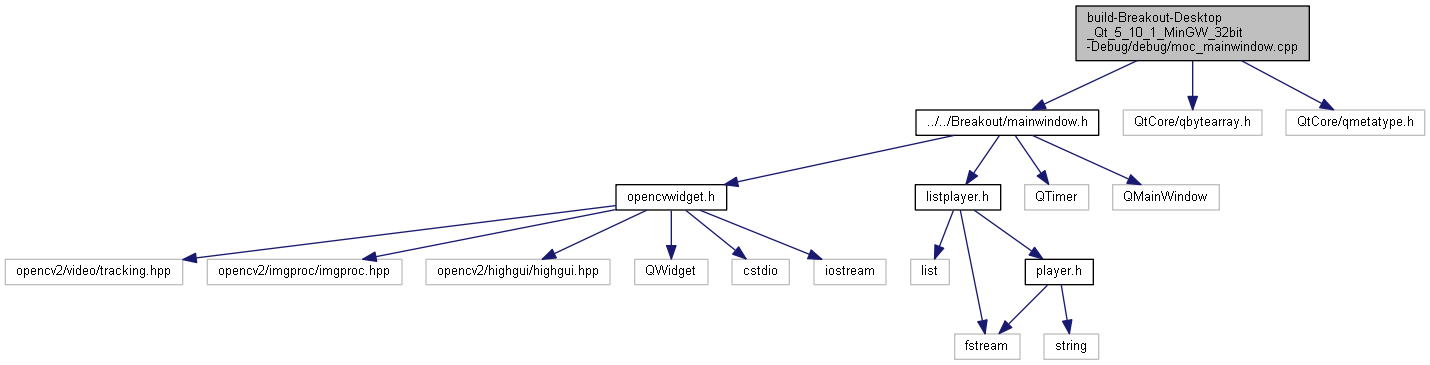 build-Breakout-Desktop
_Qt_5_10_1_MinGW_32bit
-Debug/debug/moc_mainwindow.cpp
../../Breakout/mainwindow.h
QtCore/qbytearray.h
QtCore/qmetatype.h
opencvwidget.h
listplayer.h
QTimer
QMainWindow
opencv2/video/tracking.hpp
opencv2/imgproc/imgproc.hpp
opencv2/highgui/highgui.hpp
QWidget
cstdio
iostream
list
player.h
fstream
string